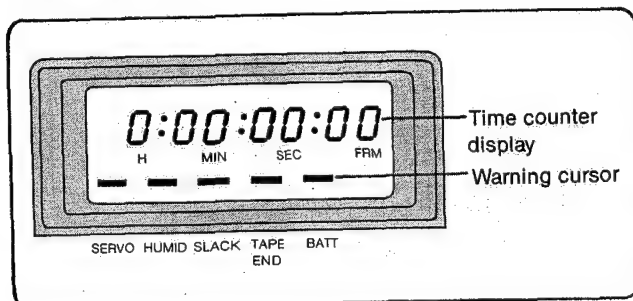 0:00:00:00
H MIN SEC FRM
Time counter
display
Warning cursor
SERVO HUMID SLACK TAPE BATT
END